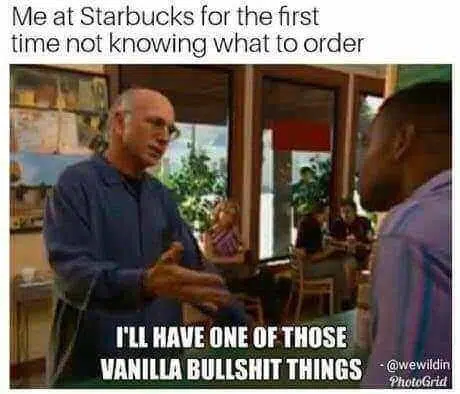 Me at Starbucks for the first
time not knowing what to order
I'LL HAVE ONE OF THOSE
VANILLA BULLSHIT THINGS
-@wewildin
PhotoGrid